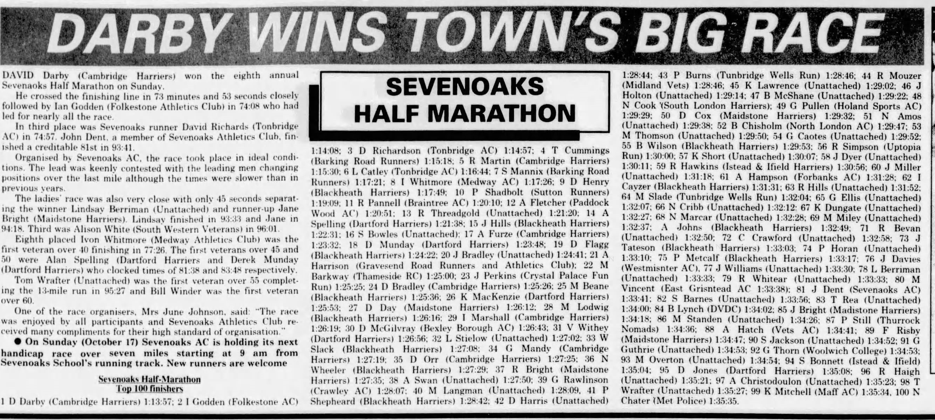 DARBY WINS TOWN'S BIG RACE
DAVID Darby (Cambridge Harriers) won the eighth annual
Sevenoaks Half Marathon on Sunday.
He crossed the finishing line in 73 minutes and 53 seconds closely
followed by Ian Godden (Folkestone Athletics Club) in 74:08 who had
led for nearly all the race.
In third place was Sevenoaks runner David Richards (Tonbridge
AC) in 74:57. John Dent, a member of Sevenoaks Athletics Club, fin-
ished a creditable 81st in 93:41.
Organised by Sevenoaks AC, the race took place in ideal condi-
tions. The lead was keenly contested with the leading men changing
positions over the last mile although the times were slower than in
previous years.
The ladies' race was also very close with only 45 seconds separat-
ing the winner Lindsay Berriman (Unattached) and runner-up Jane
Bright (Maidstone Harriers). Lindsay finished in 93:33 and Jane in
94:18. Third was Alison White (South Western Veterans) in 96:01.
Eighth placed Ivon Whitmore (Medway Athletics Club) was the
first veteran over 40 finishing in 77:26. The first veterans over 45 and
50 were Alan Spelling (Dartford Harriers and Derek Munday
(Dartford Harriers) who clocked times of 81:38 and 83:48 respectively.
Tom Wrafter (Unattached) was the first veteran over 55 complet-
ing the 13-mile run in 95:27 and Bill Winder was the first veteran
over 60.
One of the race organisers, Mrs June Johnson, said: "The race
was enjoyed by all participants and Sevenoaks Athletics Club re-
ceived many compliments for their high standard of organisation."
● On Sunday (October 17) Sevenoaks AC is holding its next
handicap race over seven miles starting at 9 am from
Sevenoaks School's running track. New runners are welcome
Sevenoaks Half-Marathon
Top 100 finishers
1 D Darby (Cambridge Harriers) 1:13:57; 2 I Godden (Folkestone AC)
SEVENOAKS
HALF MARATHON
1:14:08; 3 D Richardson (Tonbridge AC) 1:14:57; 4 T Cummings
(Barking Road Runners) 1:15:18; 5 R Martin (Cambridge Harriers)
1:15:30; 6 L Catley (Tonbridge AC) 1:16:44; 7 S Mannix (Barking Road
Runners) 1:17:21; 8 I Whitmore (Medway AC) 1:17:26; 9 D Henry
(Blackheath Harriers) 1:17:49; 10 P Shadbolt (Sutton Runners)
1:19:09; 11 R Pannell (Braintree AC) 1:20:10; 12 A Fletcher (Paddock
Wood AC) 1:20:51; 13 R Threadgold (Unattached) 1:21:20; 14 A
Spelling (Dartford Harriers) 1:21:38; 15 J Hills (Blackheath Harriers)
1:22:31; 16 S Bowles (Unattached); 17 A Furze (Cambridge Harriers)
1:23:32; 18 D Munday (Dartford Harriers) 1:23:48; 19 D Flagg
(Blackheath Harriers) 1:24:22; 20 J Bradley (Unattached) 1:24:41; 21 A
Harrison (Gravesend Road Runners and Athletics Club); 22 M
Barkway (Thameside RC) 1:25:00; 23 J Perkins (Crystal Palace Fun
Run) 1:25:25; 24 D Bradley (Cambridge Harriers) 1:25:26; 25 M Beane
(Blackheath Harriers) 1:25:36; 26 K MacKenzie (Dartford Harriers)
1:25:53; 27 D Day (Maidstone Harriers) 1:26:12; 28 M Lodwig
(Blackheath Harriers) 1:26:16; 29 I Marshall (Cambridge Harriers)
1:26:19; 30 D McGilvray (Bexley Borough AC) 1:26:43; 31 V Withey
(Dartford Harriers) 1:26:56; 32 L Stielow (Unattached) 1:27:02; 33 W
Slack (Blackheath Harriers) 1:27:08; 34 G Mandy (Cambridge
Harriers) 1:27:19; 35 D Orr (Cambridge Harriers) 1:27:25; 36 N
Wheeler (Blackheath Harriers) 1:27:29; 37 R Bright (Maidstone
Harriers) 1:27:35; 38 A Swan (Unattached) 1:27:50; 39 G Rawlinson
(Crawley AC) 1:28:07; 40 M Langman (Unattached) 1:28:09, 41 P
Shepheard (Blackheath Harriers) 1:28:42; 42 D Harris (Unattached)
1:28:44; 43 P Burns (Tunbridge Wells Run) 1:28:46; 44 R Mouzer
(Midland Vets) 1:28:46; 45 K Lawrence (Unattached) 1:29:02; 46 J
Holton (Unattached) 1:29:14; 47 B McShane (Unattached) 1:29:22; 48
N Cook '(South London Harriers); 49 G Pullen (Holand Sports AC)
1:29:29; 50 D Cox (Maidstone Harriers) 1:29:32; 51 N Amos
(Unattached) 1:29:38; 52 B Chisholm (North London AC) 1:29:47; 53
M Thomson (Unattached) 1:29:50; 54 G Caotes (Unattached) 1:29:52;
55 B Wilson (Blackheath Harriers) 1:29:53; 56 R Simpson (Uptopia
Run) 1:30:00; 57 K Short (Unattached) 1:30:07; 58 J Dyer (Unattached)
1:30:41; 59 R Hawkins (Istead & Ifield Harriers) 1:30:56; 60 J Miller
(Unattached) 1:31:18; 61 A Hampson (Forbanks AC) 1:31:28; 62 I
Cayzer (Blackheath Harriers) 1:31:31; 63 R Hills (Unattached) 1:31:52;
64 M Slade (Tunbridge Wells Run) 1:32:04; 65 G Ellis (Unattached)
1:32:07; 66 N Cribb (Unattached) 1:32:12; 67 K Dungate (Unattached)
1:32:27; 68 N Marcar (Unattached) 1:32:28; 69 M Miley (Unattached)
1:32:37; A Johns (Blackheath Harriers) 1:32:49; 71 R Bevan
(Unattached) 1:32:50; 72 C Crawford (Unattached) 1:32:58; 73 J
Tateson (Blackheath Harriers) 1:33:03; 74 P Horan (Unattached)
1:33:10; 75 P Metcalf (Blackheath Harriers) 1:33:17; 76 J Davies
(Westminster AC), 77 J Williams (Unattached) 1:33:30; 78 L Berriman
(Unattached) 1:33:33; 79 R Whitear (Unattached) 1:33:33; 80 M
Vincent (East Grisntead AC 1:33:38; 81 J Dent (Sevenoaks AC)
1:33:41; 82 S Barnes (Unattached) 1:33:56; 83 T Rea (Unattached)
1:34:00; 84 B Lynch (DVDC) 1:34:02; 85 J Bright (Maidstone Harriers)
1:34:18; 86 M Standen (Unattached) 1:34:26; 87 P Still (Thurrock
Nomads) 1:34:36; 88 A Hatch (Vets AC) 1:34:41; 89 F Risby
(Maidstone Harriers) 1:34:47; 90 S Jackson (Unattached) 1:34:52; 91 G
Guthrie (Unattached) 1:34:53; 92 G Thorn (Woolwich Clone) 1:34:53;
93 M Overton (Unattached) 1:34:54; 94 S Bonnett (Istead & Ifield)
1:35:04; 95 D Jones (Dartford Harriers) 1:35:08; 96 R Haigh
(Unattached) 1:35:21; 97 A Christodoulon (Unattached) 1:35:23; 98 T
Wrafter (Unattached) 1:35:27; 99 K Mitchell (Maff AC) 1:35:34, 100 N
Chater (Met Police) 1:35:35.